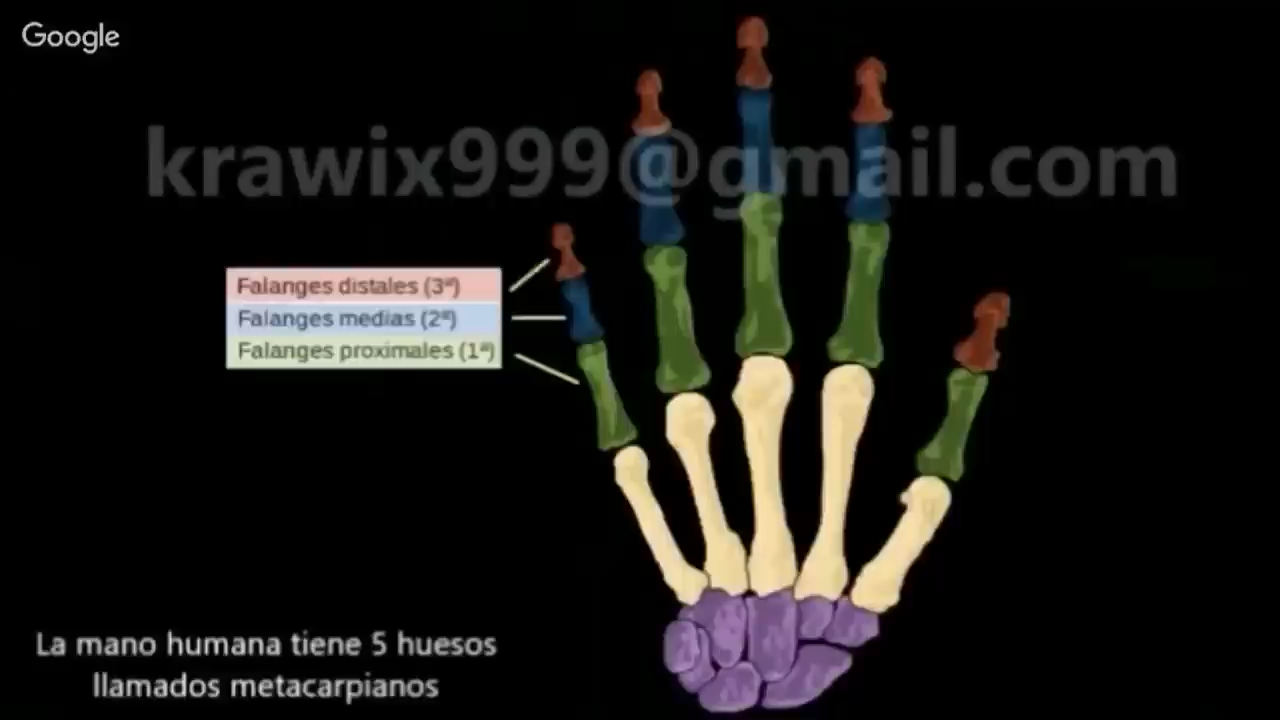 Google
krawix999@gmail.com
Falanges distales (3ª)
Falanges medias (2ª)
Falanges proximales (1ª)
La mano humana tiene 5 huesos
llamados metacarpianos